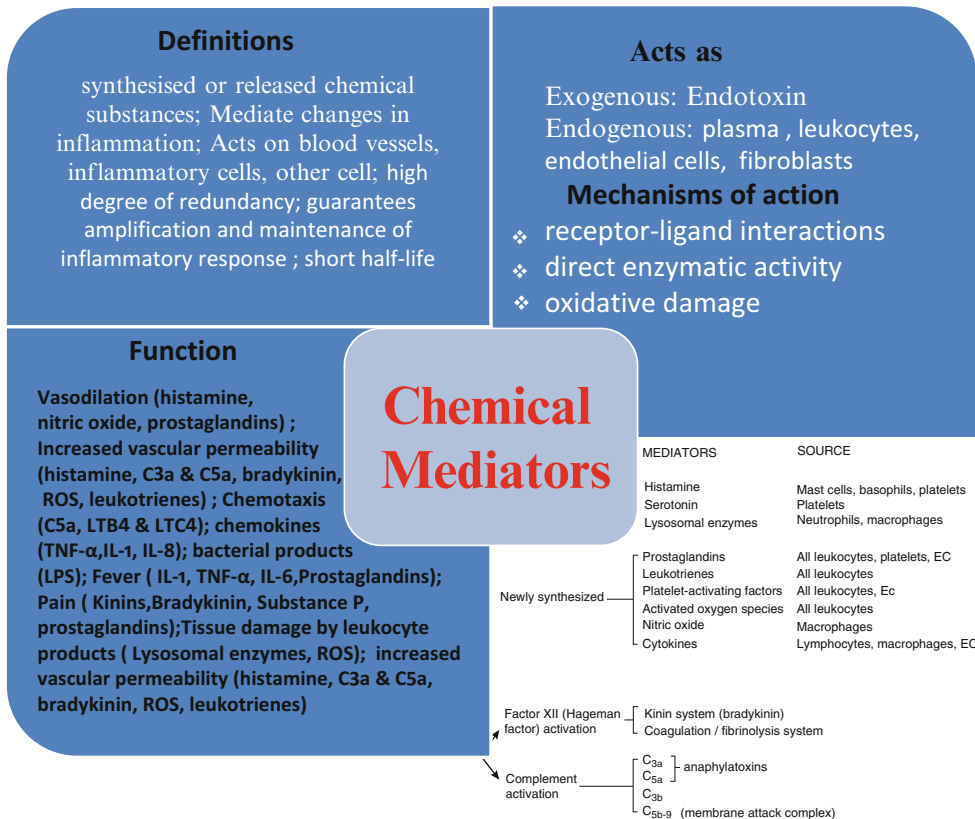 Definitions
synthesised or released chemical
substances; Mediate changes in
inflammation; Acts on blood vessels,
inflammatory cells, other cell; high
degree of redundancy; guarantees
amplification and maintenance of
inflammatory response ; short half-life
Acts as
Exogenous: Endotoxin
Endogenous: plasma , leukocytes,
endothelial cells, fibroblasts
Mechanisms of action
❖ receptor-ligand interactions
❖ direct enzymatic activity
❖ oxidative damage
Function
Vasodilation (histamine,
nitric oxide, prostaglandins) ;
Increased vascular permeability
(histamine, C3a & C5a, bradykinin,
ROS, leukotrienes) ; Chemotaxis
(C5a, LTB4 & LTC4); chemokines
(TNF-α,IL-1, IL-8); bacterial products
(LPS); Fever ( IL-1, TNF-α, IL-6,Prostaglandins);
Pain ( Kinins,Bradykinin, Substance P,
prostaglandins);Tissue damage by leukocyte
products ( Lysosomal enzymes, ROS); increased
vascular permeability (histamine, C3a & C5a,
bradykinin, ROS, leukotrienes)
Chemical
Mediators
MEDIATORS SOURCE
Histamine Mast cells, basophils, platelets
Serotonin Platelets
Lysosomal enzymes Neutrophils, macrophages
Newly synthesized
Prostaglandins All leukocytes, platelets, EC
Leukotrienes All leukocytes
Platelet-activating factors All leukocytes, Ec
Activated oxygen species All leukocytes
Nitric oxide Macrophages
Cytokines Lymphocytes, macrophages, EC
Factor XII (Hageman
factor) activation
Kinin system (bradykinin)
Coagulation / fibrinolysis system
Complement
activation
C3a
C5a
anaphylatoxins
C3b
C5b-9 (membrane attack complex)